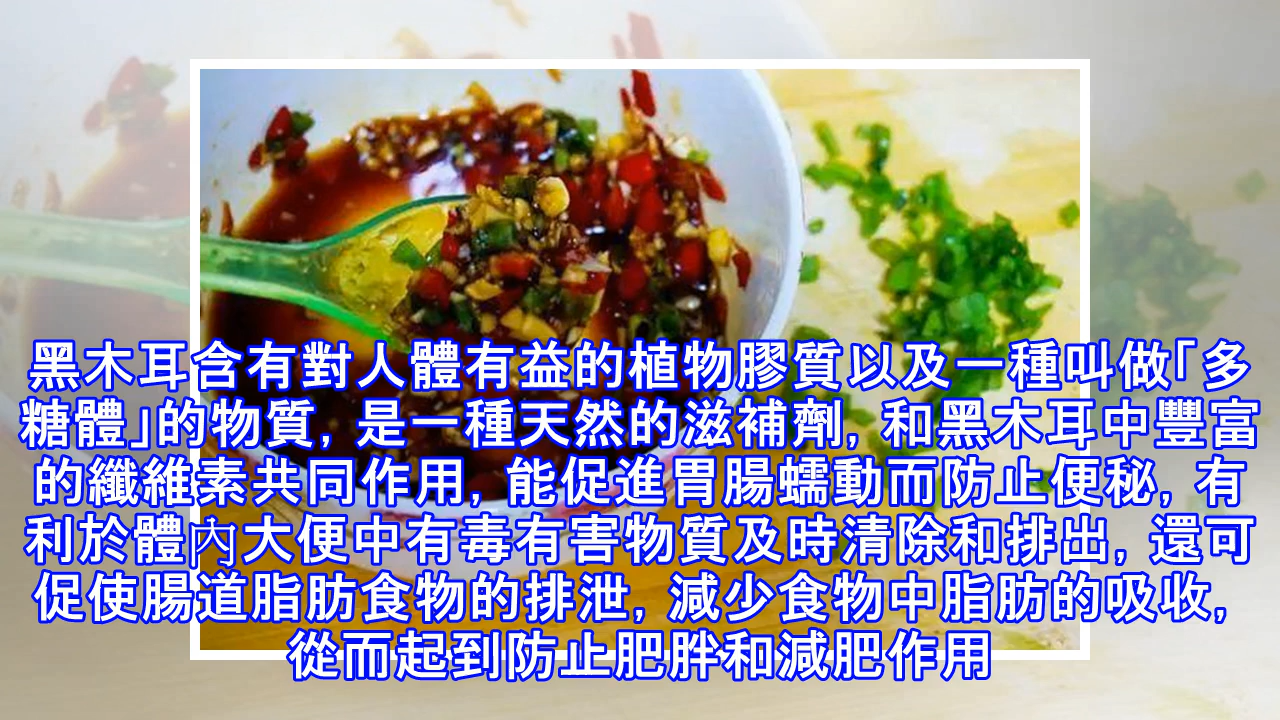 黑木耳含有對人體有益的植物膠質以及一種叫做「多
糖體」的物質, 是一種天然的滋補劑, 和黑木耳中豐富
的纖維素共同作用, 能促進胃腸蠕動而防止便秘, 有
利於體內大便中有毒有害物質及時清除和排出, 還可
促使腸道脂肪食物的排泄, 減少食物中脂肪的吸收,
從而起到防止肥胖和減肥作用